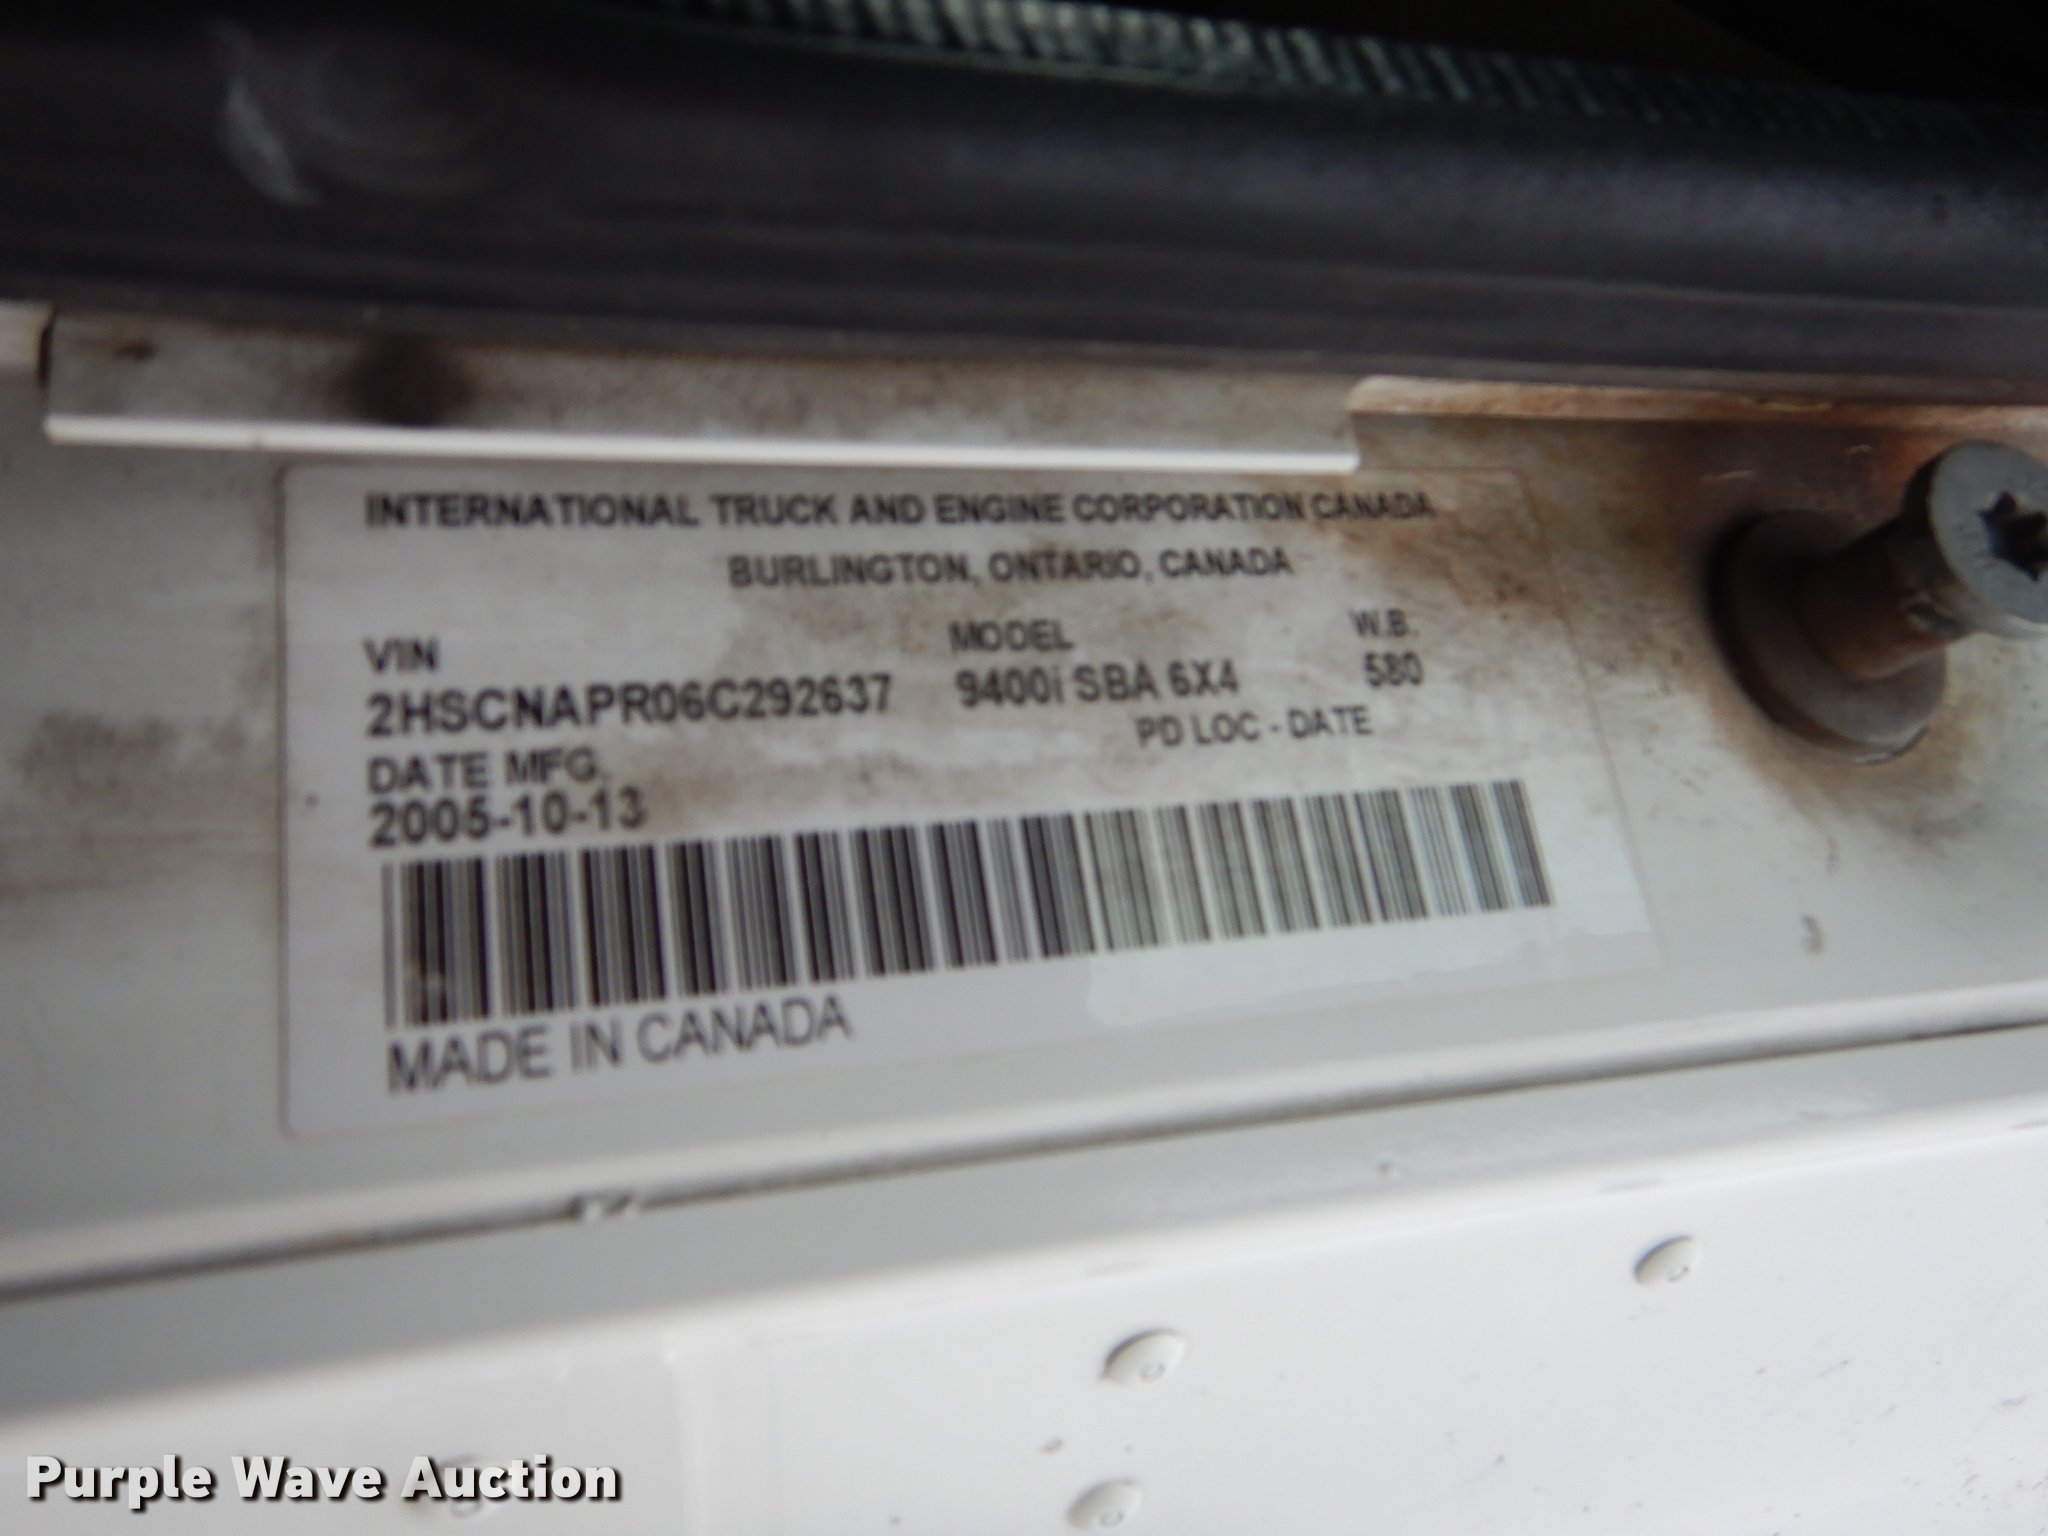 INTERNATIONAL TRUCK AND ENGINE CORPORATION CANADA
BURLINGTON, ONTARIO, CANADA
VIN MODEL W.B.
2HSCNAPR06C292637 9400i SBA 6X4 580
DATE MFG. PD LOC - DATE
2005-10-13
MADE IN CANADA
Purple Wave Auction